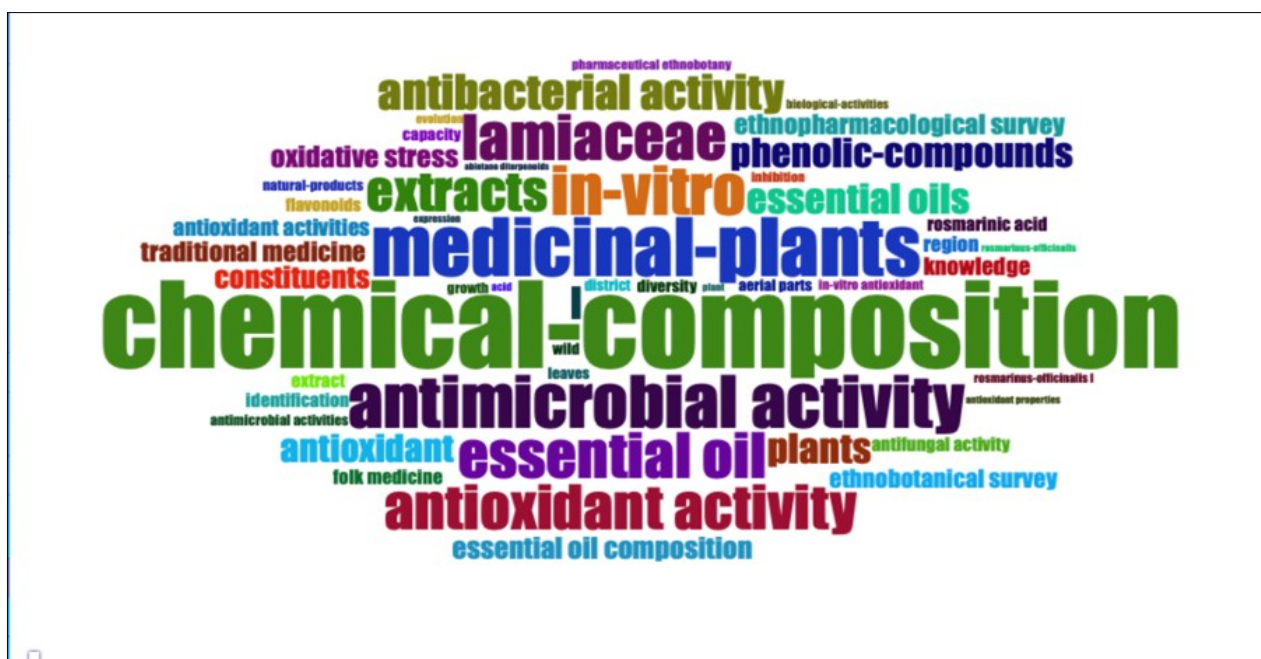 pharmaceutical ethnobotany
antibacterial activity biological-activities
evolution lamiaceae ethnopharmacological survey
capacity
oxidative stress phenolic-compounds
abietane diterpenoids
natural-products extracts in-vitro inhibition
flavonoids essential oils
expression
antioxidant activities medicinal-plants rosmarinic acid
traditional medicine region rosmarinus-officinalis
constituents knowledge
growth acid district diversity plant aerial parts in-vitro antioxidant
l
chemical-composition
wild
leaves
extract rosmarinus-officinalis l
identification antimicrobial activity antioxidant properties
antimicrobial activities
antioxidant essential oil plants antifungal activity
folk medicine ethnobotanical survey
antioxidant activity
essential oil composition